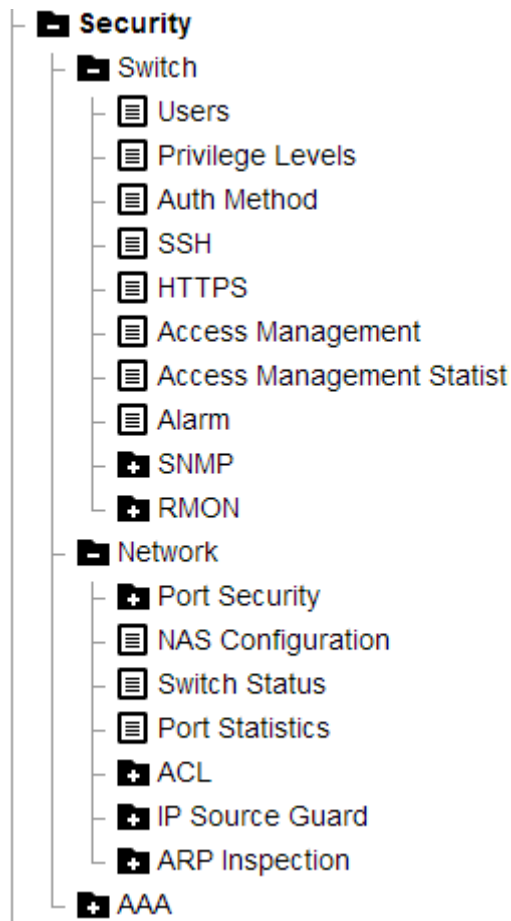 Security
Switch
Users
Privilege Levels
Auth Method
SSH
HTTPS
Access Management
Access Management Statist
Alarm
SNMP
RMON
Network
Port Security
NAS Configuration
Switch Status
Port Statistics
ACL
IP Source Guard
ARP Inspection
AAA